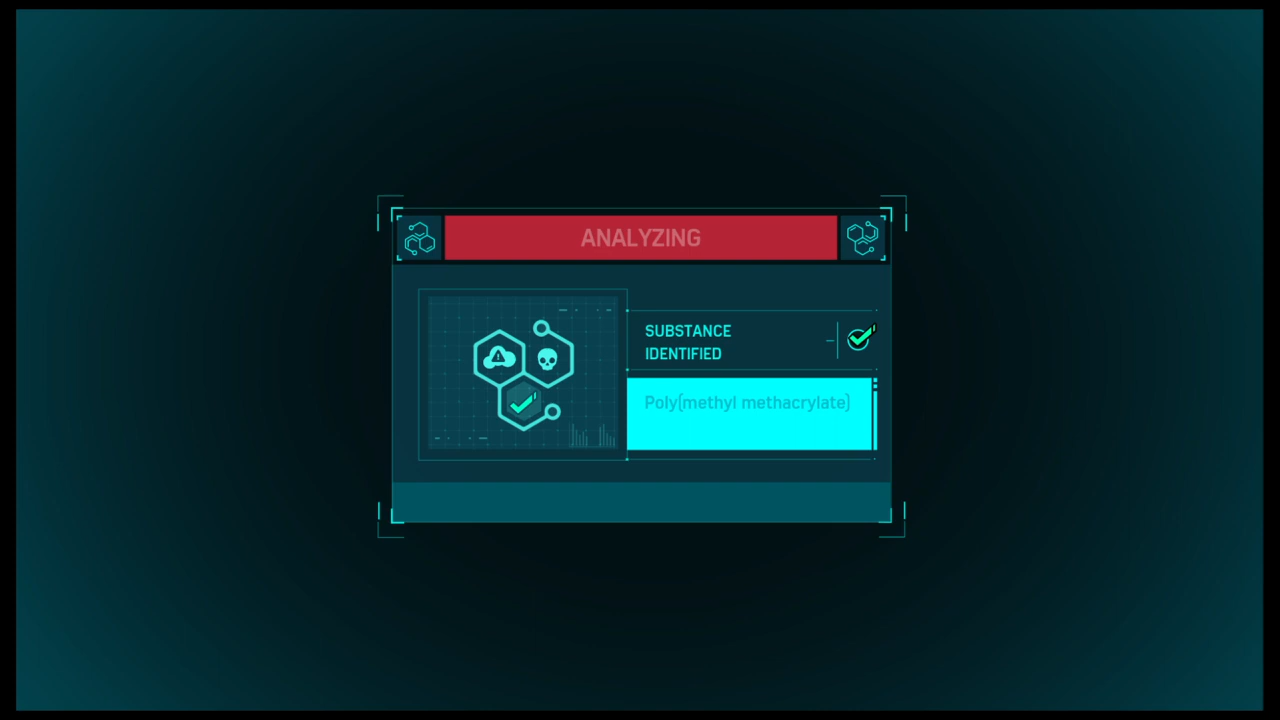 ANALYZING
SUBSTANCE
IDENTIFIED
Poly(methyl methacrylate)